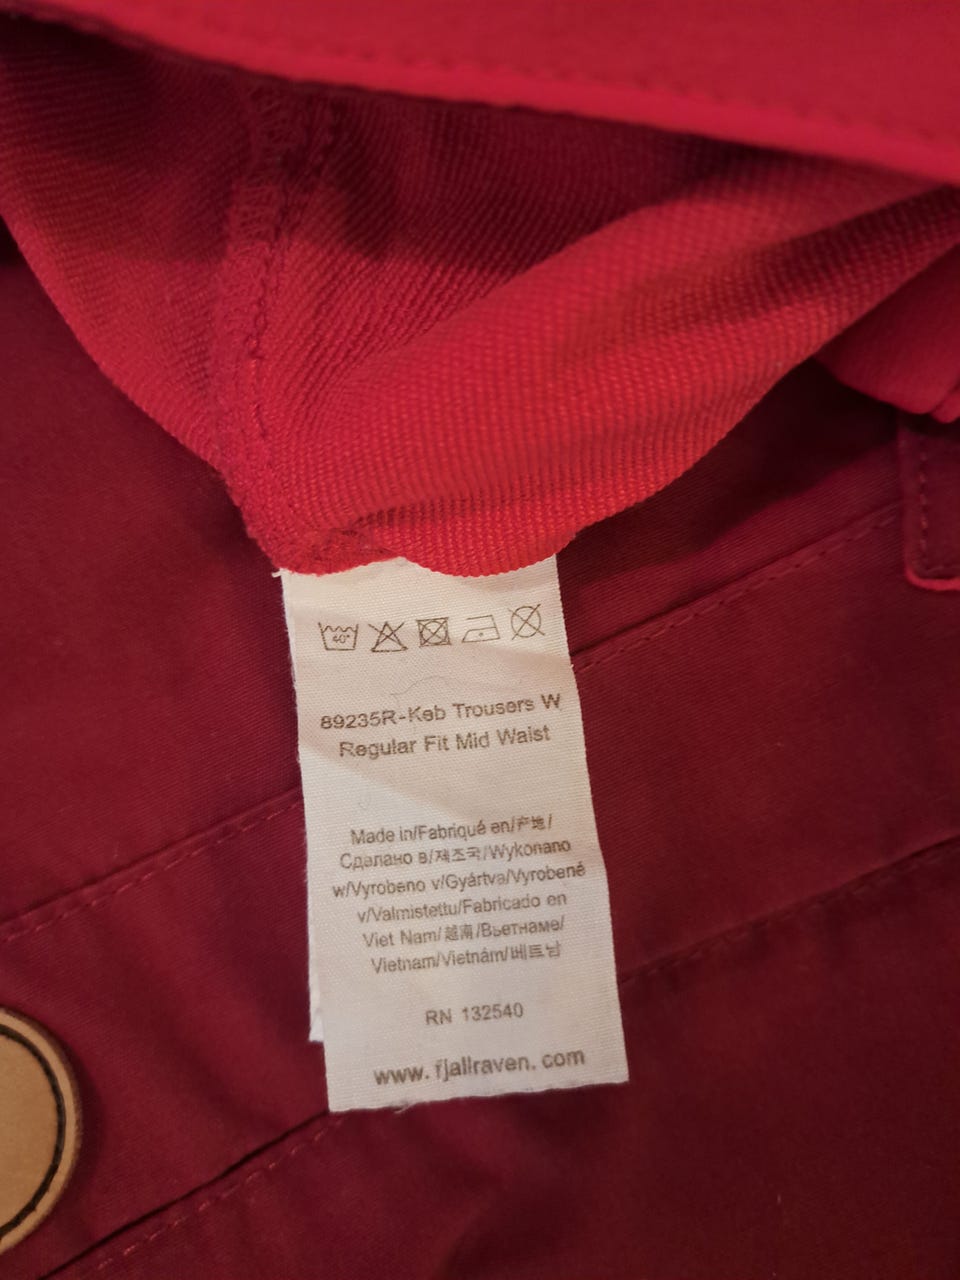 40°
89235R-Keb Trousers W
Regular Fit Mid Waist
Made in/Fabriqué en/产地/
Сделано в/제조국/Wykonano
w/Vyrobeno v/Gyártva/Vyrobené
v/Valmistettu/Fabricado en
Viet Nam/越南/Вьетнаме/
Vietnam/Vietnám/베트남
RN 132540
www. fjallraven. com